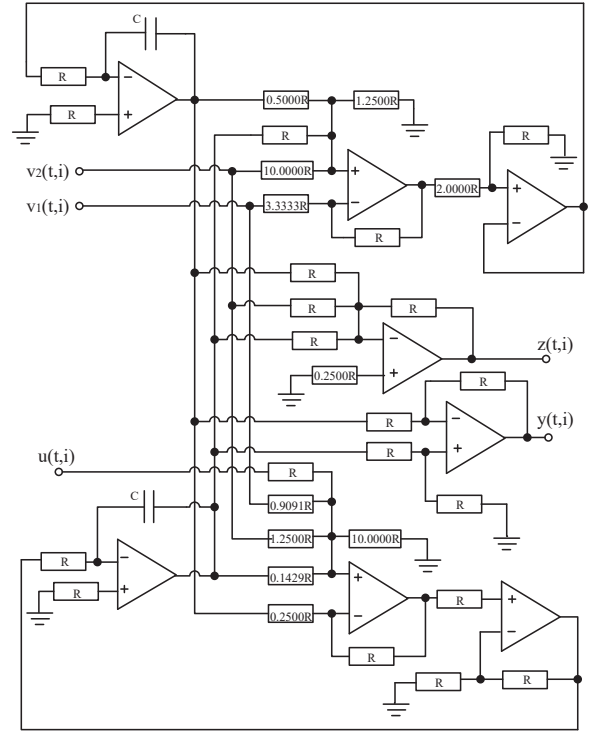 C
R
R
0.5000R
1.2500R
R
R
v2(t,i)
10.0000R
2.0000R
v1(t,i)
3.3333R
R
R
R
R
R
z(t,i)
0.2500R
R
R
y(t,i)
R
u(t,i)
R
R
C
0.9091R
1.2500R
10.0000R
R
R
0.1429R
R
0.2500R
R
R
R